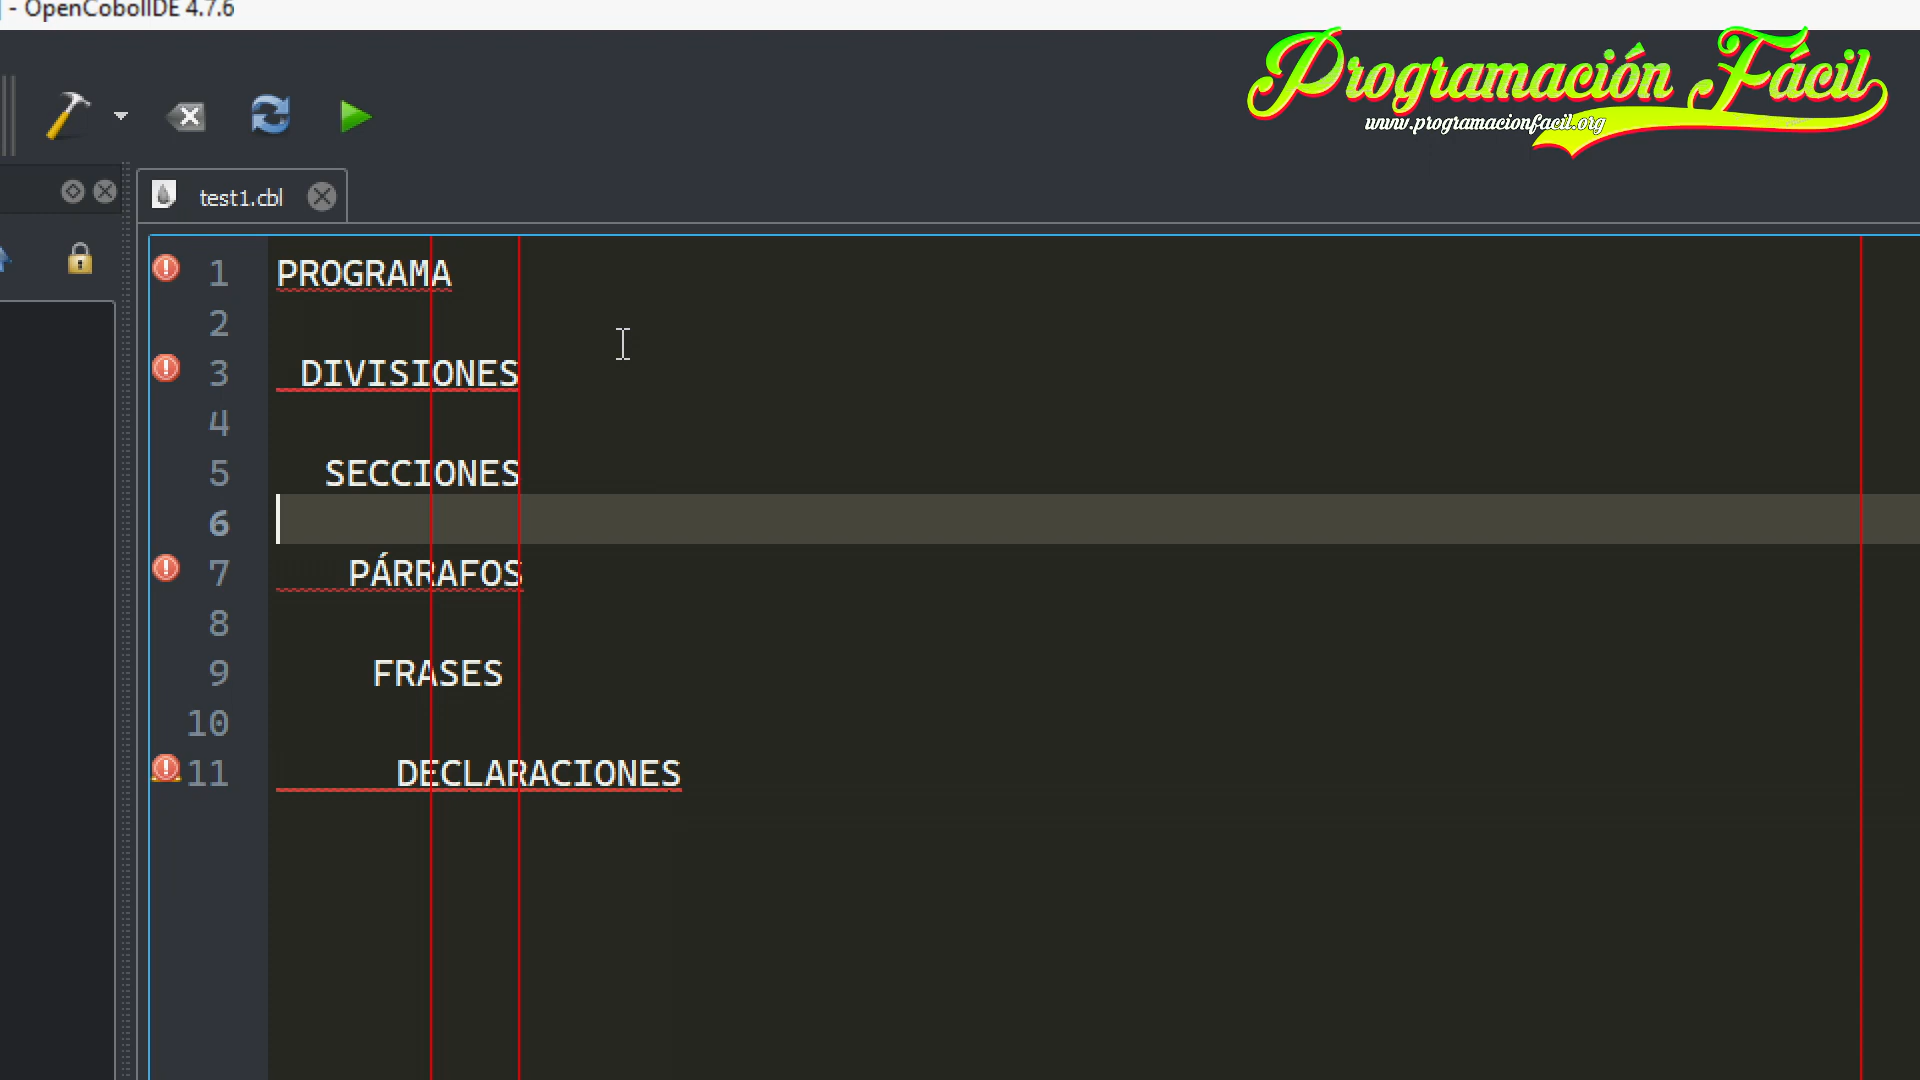 - OpenCobolIDE 4.7.6
Programación Fácil
www.programacionfacil.org
test1.cbl
1 PROGRAMA
2
3 DIVISIONES
4
5 SECCIONES
6
7 PÁRRAFOS
8
9 FRASES
10
11 DECLARACIONES